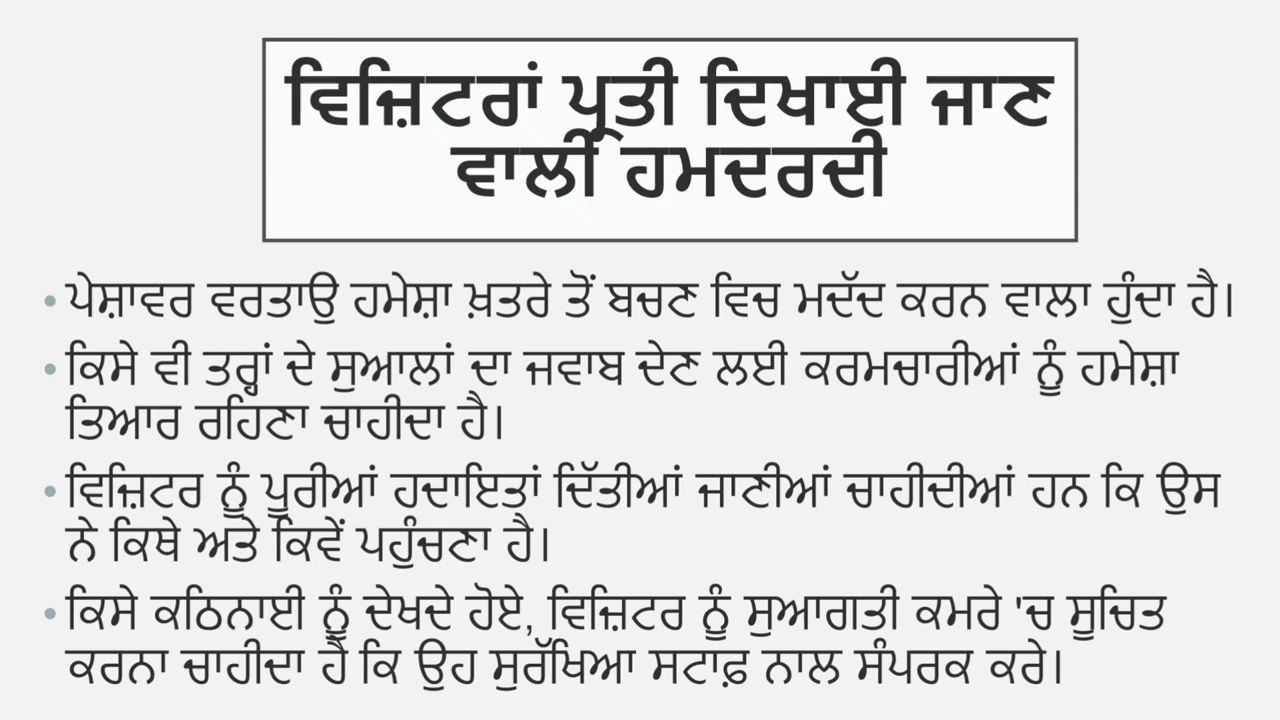 ਵਿਜ਼ਿਟਰਾਂ ਪ੍ਰਤੀ ਦਿਖਾਈ ਜਾਣ
ਵਾਲੀ ਹਮਦਰਦੀ
• ਪੇਸ਼ਾਵਰ ਵਰਤਾਉ ਹਮੇਸ਼ਾ ਖ਼ਤਰੇ ਤੋਂ ਬਚਣ ਵਿਚ ਮਦੱਦ ਕਰਨ ਵਾਲਾ ਹੁੰਦਾ ਹੈ।
• ਕਿਸੇ ਵੀ ਤਰ੍ਹਾਂ ਦੇ ਸੁਆਲਾਂ ਦਾ ਜਵਾਬ ਦੇਣ ਲਈ ਕਰਮਚਾਰੀਆਂ ਨੂੰ ਹਮੇਸ਼ਾ
ਤਿਆਰ ਰਹਿਣਾ ਚਾਹੀਦਾ ਹੈ।
• ਵਿਜ਼ਿਟਰ ਨੂੰ ਪੂਰੀਆਂ ਹਦਾਇਤਾਂ ਦਿੱਤੀਆਂ ਜਾਣੀਆਂ ਚਾਹੀਦੀਆਂ ਹਨ ਕਿ ਉਸ
ਨੇ ਕਿਥੇ ਅਤੇ ਕਿਵੇਂ ਪਹੁੰਚਣਾ ਹੈ।
• ਕਿਸੇ ਕਠਿਨਾਈ ਨੂੰ ਦੇਖਦੇ ਹੋਏ, ਵਿਜ਼ਿਟਰ ਨੂੰ ਸੁਆਗਤੀ ਕਮਰੇ 'ਚ ਸੂਚਿਤ
ਕਰਨਾ ਚਾਹੀਦਾ ਹੈ ਕਿ ਉਹ ਸੁਰੱਖਿਆ ਸਟਾਫ਼ ਨਾਲ ਸੰਪਰਕ ਕਰੇ।